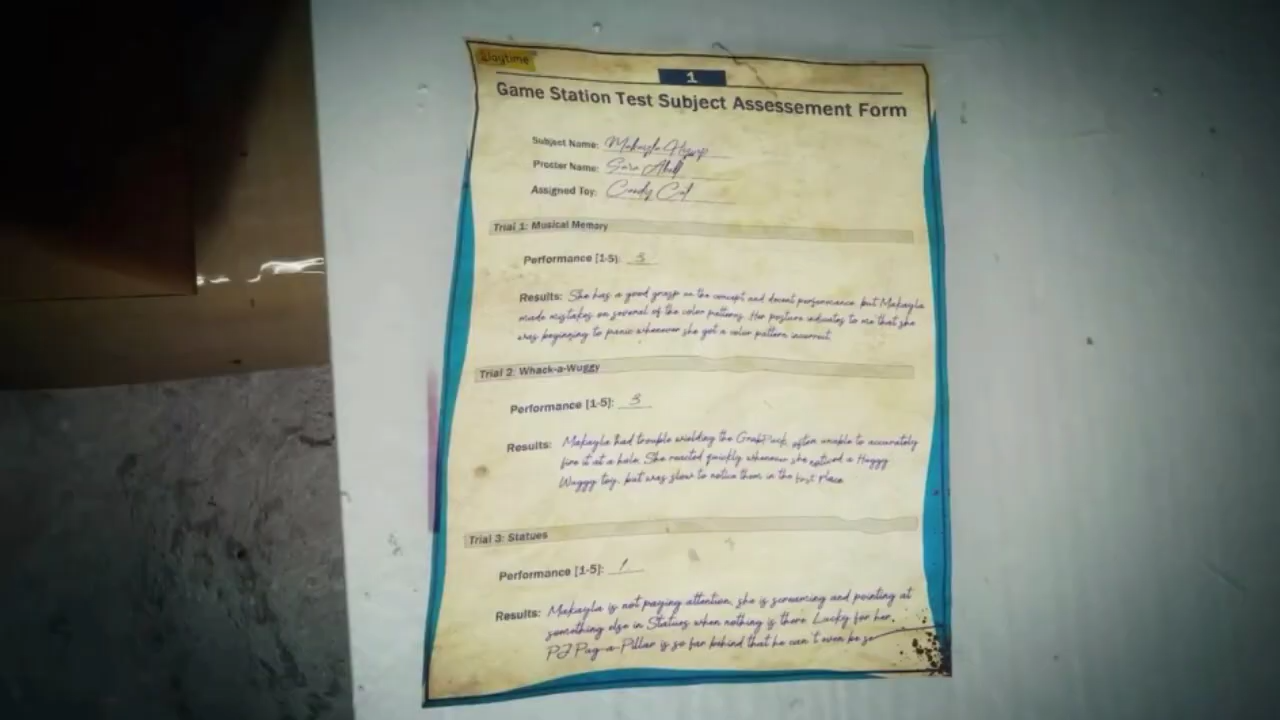 Playtime
1
Game Station Test Subject Assessement Form
Subject Name: Makayla
Procter Name: Sara
Assigned Toy: Candy Cat
Trial 1: Musical Memory
Performance [1-5]: 3
Results: She has a good grasp on the concept and decent performance, but Makayla
made mistakes on several of the color patterns. Her posture indicates to me that she
was beginning to panic whenever she got a color pattern incorrect.
Trial 2: Whack-a-Wuggy
Performance [1-5]: 3
Results: Makayla had trouble wielding the GrabPack, often unable to accurately
fire it at a hole. She reacted quickly whenever she noticed a Huggy
Wuggy toy, but was slow to notice them in the first place
Trial 3: Statues
Performance [1-5]: 1
Results: Makayla is not paying attention, she is screaming and pointing at
something else in Statues when nothing is there. Lucky for her,
PJ Pug-a-Pillar is so far behind that he can't even be se